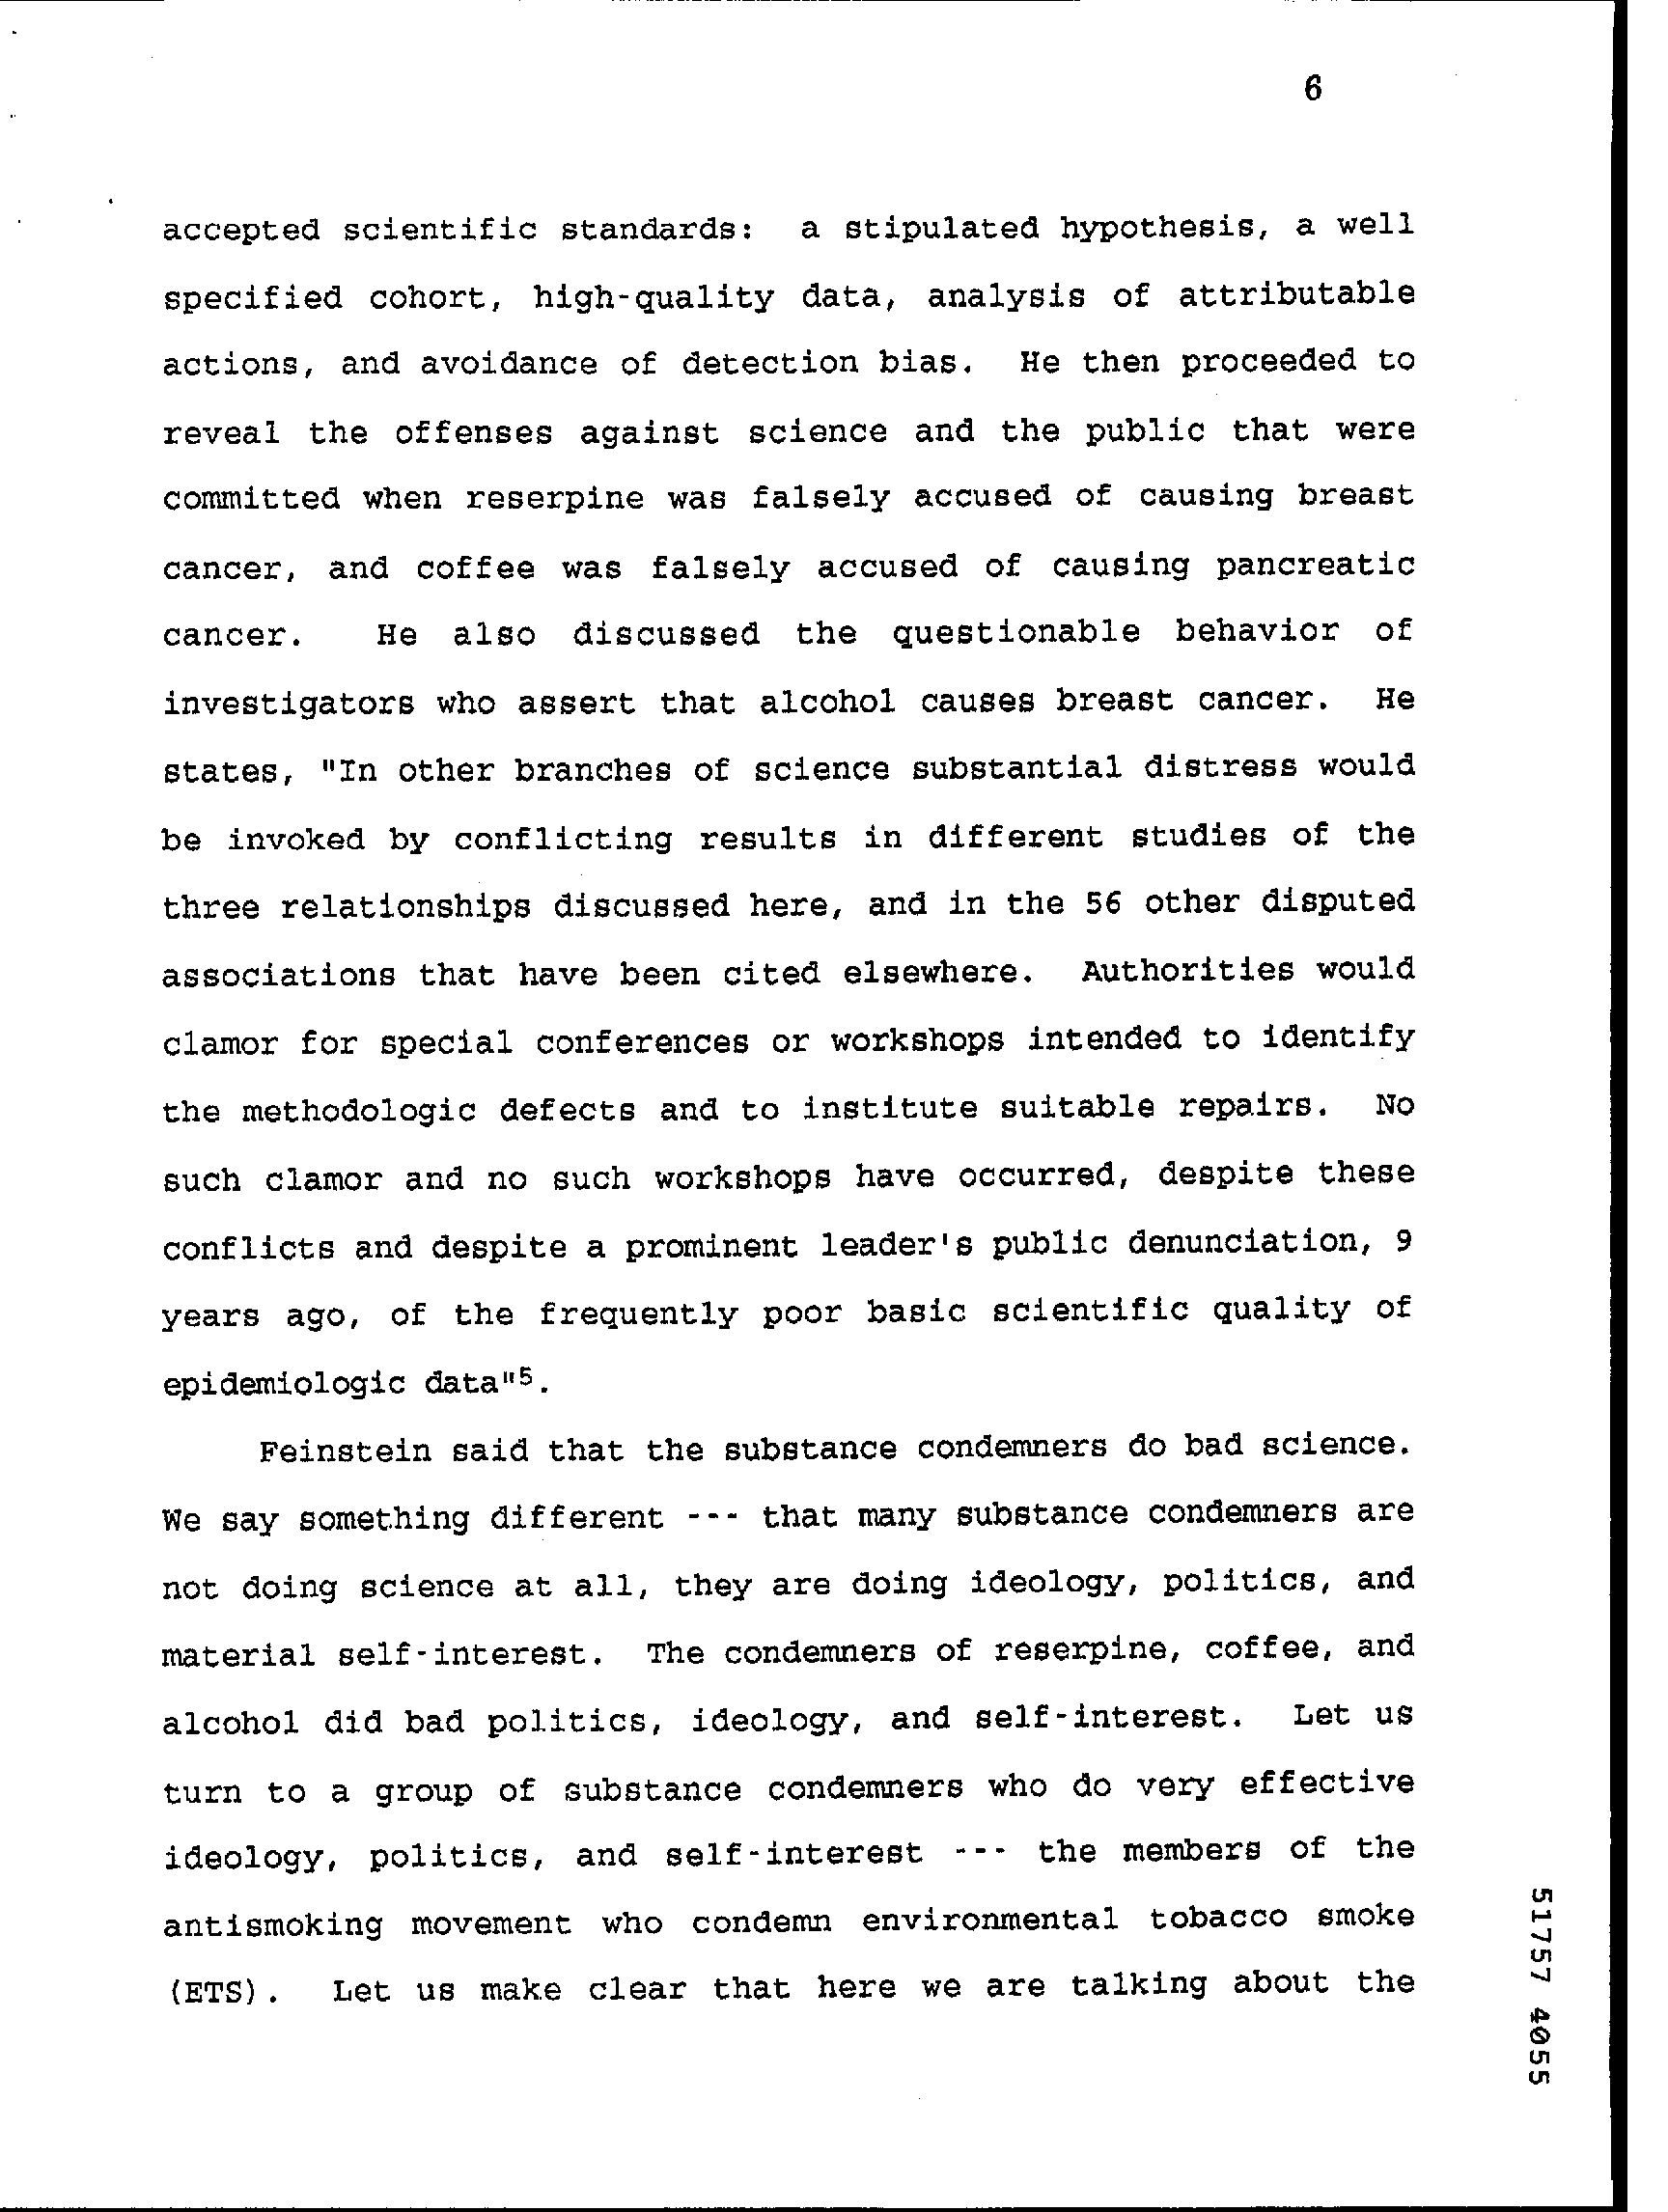 6
accepted scientific standards: a stipulated hypothesis, a well
specified cohort, high-quality data, analysis of attributable
actions, and avoidance of detection bias. He then proceeded to
reveal the offenses against science and the public that were
committed when reserpine was falsely accused of causing breast
cancer, and coffee was falsely accused of causing pancreatic
cancer. He also discussed the questionable behavior of
investigators who assert that alcohol causes breast cancer. He
states, "In other branches of science substantial distress would
be invoked by conflicting results in different studies of the
three relationships discussed here, and in the 56 other disputed
associations that have been cited elsewhere. Authorities would
clamor for special conferences or workshops intended to identify
the methodologic defects and to institute suitable repairs. No
such clamor and no such workshops have occurred, despite these
conflicts and despite a prominent leader's public denunciation, 9
years ago, of the frequently poor basic scientific quality of
epidemiologic data"5.
Feinstein said that the substance condemners do bad science.
We say something different --- that many substance condemners are
not doing science at all, they are doing ideology, politics, and
material self-interest. The condemners of reserpine, coffee, and
alcohol did bad politics, ideology, and self-interest. Let us
turn to a group of substance condemners who do very effective
ideology, politics, and self-interest --- the members of the
antismoking movement who condemn environmental tobacco smoke
(ETS). Let us make clear that here we are talking about the
51757 4055